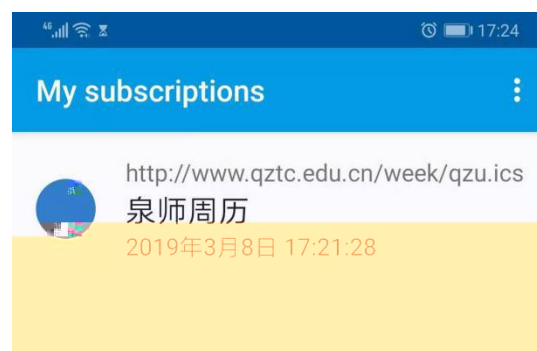 46 17:24
My subscriptions
http://www.qztc.edu.cn/week/qzu.ics
泉师周历
2019年3月8日 17:21:28